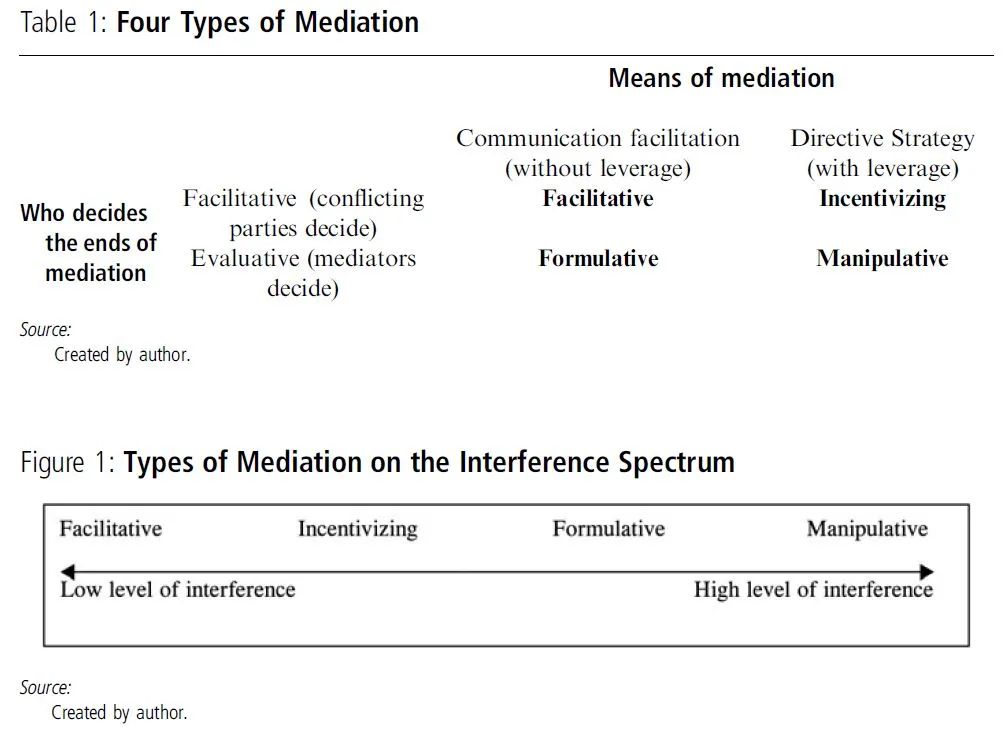 Table 1: Four Types of Mediation
Means of mediation
Communication facilitation Directive Strategy
(without leverage) (with leverage)
Who decides Facilitative (conflicting Facilitative Incentivizing
the ends of parties decide)
mediation Evaluative (mediators Formulative Manipulative
decide)
Source:
Created by author.
Figure 1: Types of Mediation on the Interference Spectrum
Facilitative Incentivizing Formulative Manipulative
Low level of interference High level of interference
Source:
Created by author.